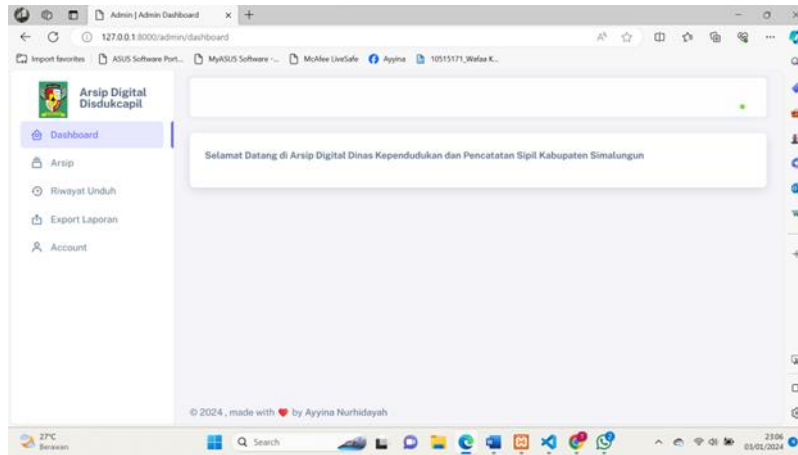 Admin | Admin Dashboard
127.0.0.1:8000/admin/dashboard
Import favorites
ASUS Software Port...
MyASUS Software -...
McAfee LiveSafe
Ayyina
10515171_Wafaa K...
Arsip Digital
Disdukcapil
Dashboard
Arsip
Riwayat Unduh
Export Laporan
Account
Selamat Datang di Arsip Digital Dinas Kependudukan dan Pencatatan Sipil Kabupaten Simalungun
© 2024 , made with ❤ by Ayyina Nurhidayah
27°C
Berawan
Search
23:06
03/01/2024